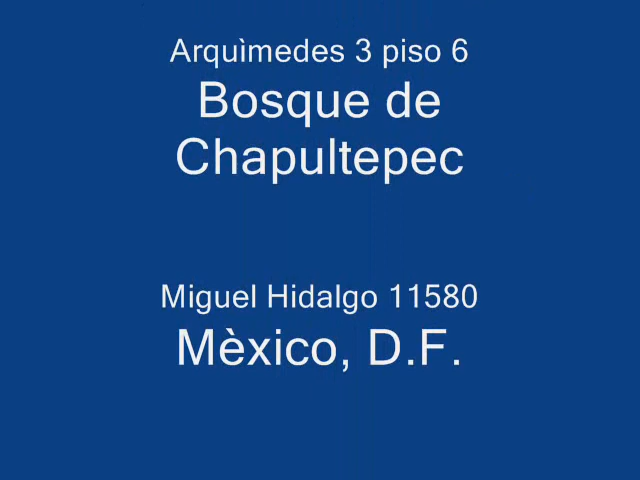 Arquìmedes 3 piso 6
Bosque de
Chapultepec
Miguel Hidalgo 11580
Mèxico, D.F.